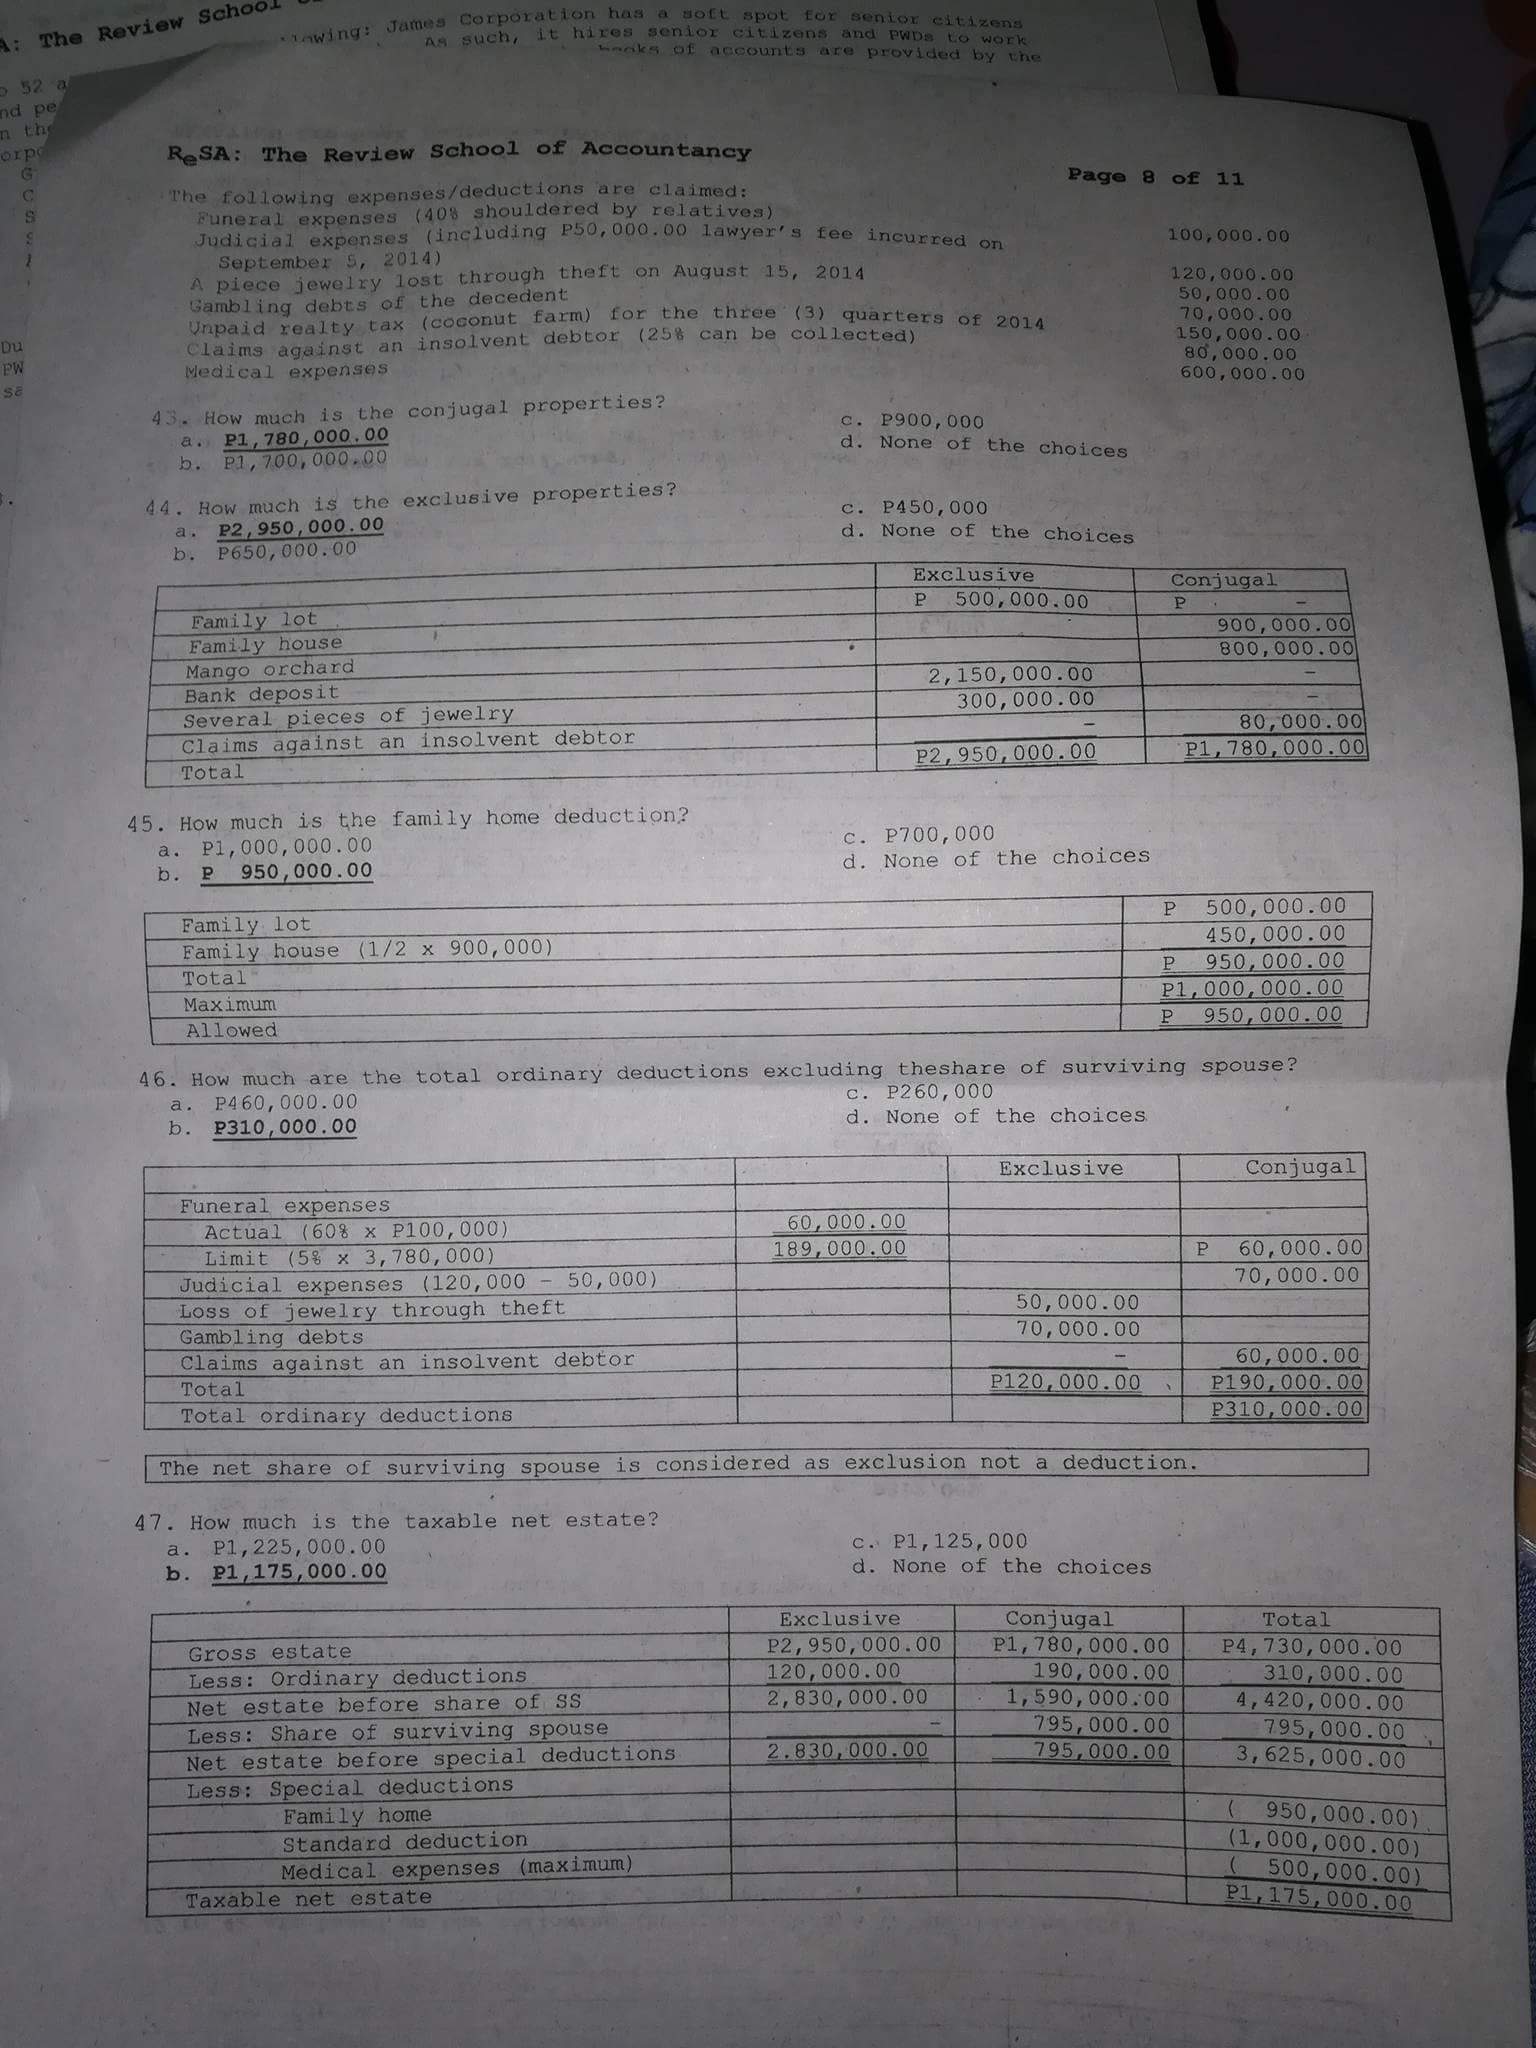 A: The Review School
lowing: James Corporation has a soft spot for senior citizens
As such, it hires senior citizens and PWDs to work
books of accounts are provided by the
52 a
nd pe
n the
orpo
G
C
S
Du
PW
sa
ReSA: The Review School of Accountancy
Page 8 of 11
The following expenses/deductions are claimed:
Funeral expenses (40% shouldered by relatives) 100,000.00
Judicial expenses (including P50,000.00 lawyer's fee incurred on
September 5, 2014) 120,000.00
A piece jewelry lost through theft on August 15, 2014 50,000.00
Gambling debts of the decedent 70,000.00
Unpaid realty tax (coconut farm) for the three (3) quarters of 2014 150,000.00
Claims against an insolvent debtor (25% can be collected) 80,000.00
Medical expenses 600,000.00
43. How much is the conjugal properties?
a. P1,780,000.00 c. P900,000
b. P1,700,000.00 d. None of the choices
44. How much is the exclusive properties?
a. P2,950,000.00 c. P450,000
b. P650,000.00 d. None of the choices
Exclusive Conjugal
Family lot P 500,000.00 P -
Family house 900,000.00
Mango orchard 800,000.00
Bank deposit 2,150,000.00 -
Several pieces of jewelry 300,000.00 -
Claims against an insolvent debtor - 80,000.00
Total P2,950,000.00 P1,780,000.00
45. How much is the family home deduction?
a. P1,000,000.00 c. P700,000
b. P 950,000.00 d. None of the choices
Family lot P 500,000.00
Family house (1/2 x 900,000) 450,000.00
Total P 950,000.00
Maximum P1,000,000.00
Allowed P 950,000.00
46. How much are the total ordinary deductions excluding theshare of surviving spouse?
a. P460,000.00 c. P260,000
b. P310,000.00 d. None of the choices
Exclusive Conjugal
Funeral expenses
Actual (60% x P100,000) 60,000.00
Limit (5% x 3,780,000) 189,000.00 P 60,000.00
Judicial expenses (120,000 - 50,000) 70,000.00
Loss of jewelry through theft 50,000.00
Gambling debts 70,000.00
Claims against an insolvent debtor - 60,000.00
Total P120,000.00 P190,000.00
Total ordinary deductions P310,000.00
The net share of surviving spouse is considered as exclusion not a deduction.
47. How much is the taxable net estate?
a. P1,225,000.00 c. P1,125,000
b. P1,175,000.00 d. None of the choices
Exclusive Conjugal Total
Gross estate P2,950,000.00 P1,780,000.00 P4,730,000.00
Less: Ordinary deductions 120,000.00 190,000.00 310,000.00
Net estate before share of SS 2,830,000.00 1,590,000.00 4,420,000.00
Less: Share of surviving spouse - 795,000.00 795,000.00
Net estate before special deductions 2.830,000.00 795,000.00 3,625,000.00
Less: Special deductions
Family home ( 950,000.00)
Standard deduction (1,000,000.00)
Medical expenses (maximum) ( 500,000.00)
Taxable net estate P1,175,000.00